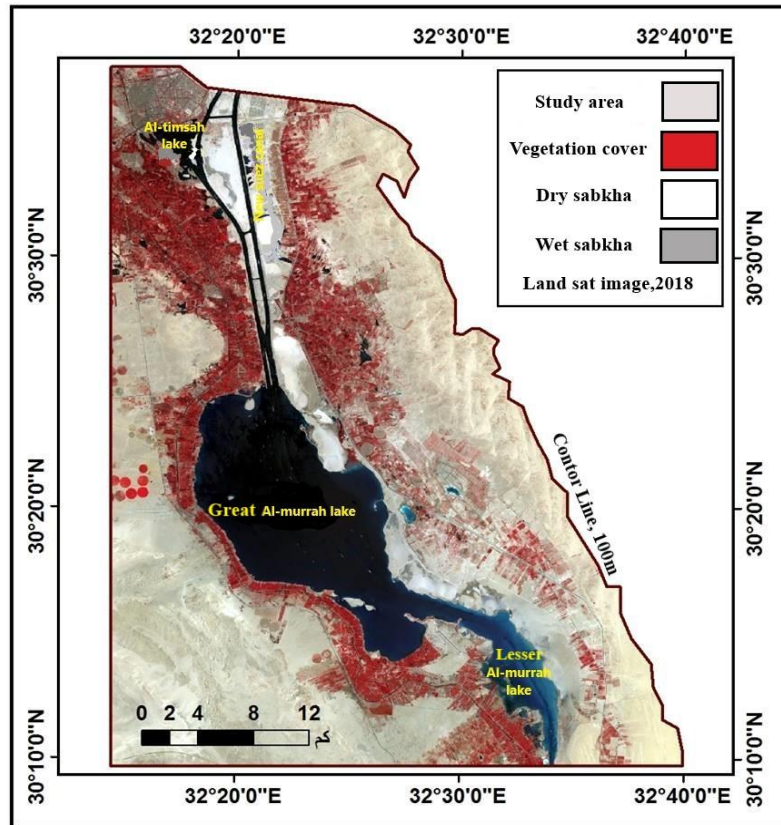 32°20'0"E
32°30'0"E
32°40'0"E
Study area
Vegetation cover
Dry sabkha
Wet sabkha
Land sat image,2018
Al-timsah
lake
New suez canal
30°30'0"N
30°30'0"N
Great Al-murrah lake
30°20'0"N
30°20'0"N
Contor Line, 100m
Lesser
Al-murrah
lake
0 2 4 8 12
كم
30°10'0"N
30°10'0"N
32°20'0"E
32°30'0"E
32°40'0"E